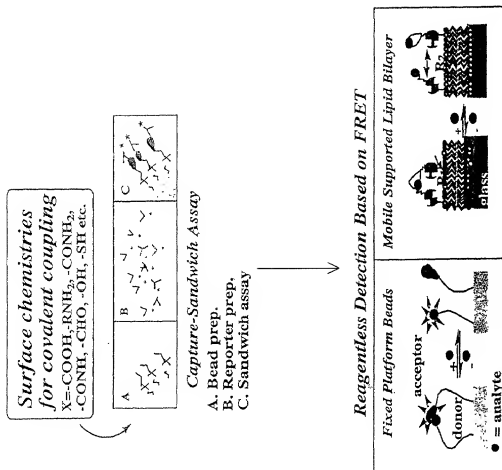 Surface chemistries
for covalent coupling
X=-COOH,-RNH₂, -CONH₂,
-CONH, -CHO, -OH, -SH etc.
A
B
C
Capture-Sandwich Assay
A. Bead prep.
B. Reporter prep,
C. Sandwich assay
Reagentless Detection Based on FRET
Fixed Platform Beads
acceptor
donor
+
-
● = analyte
Mobile Supported Lipid Bilayer
+
-
glass